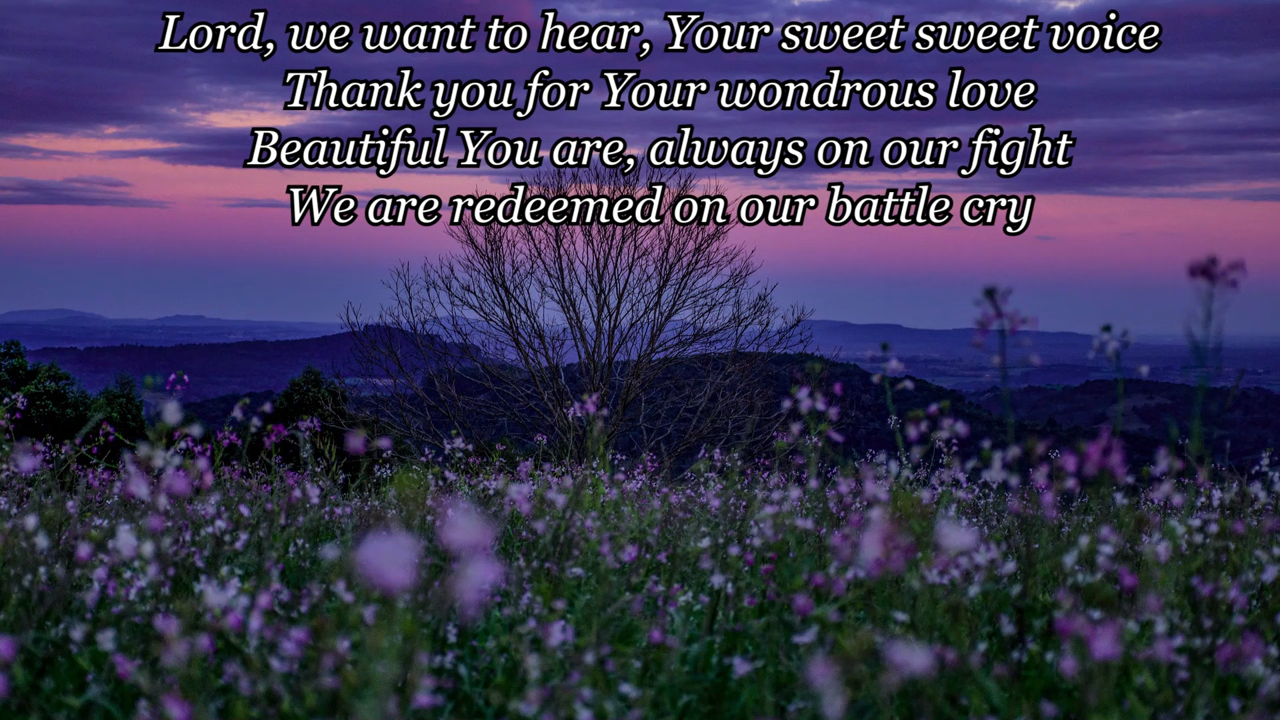 Lord, we want to hear, Your sweet sweet voice
Thank you for Your wondrous love
Beautiful You are, always on our fight
We are redeemed on our battle cry